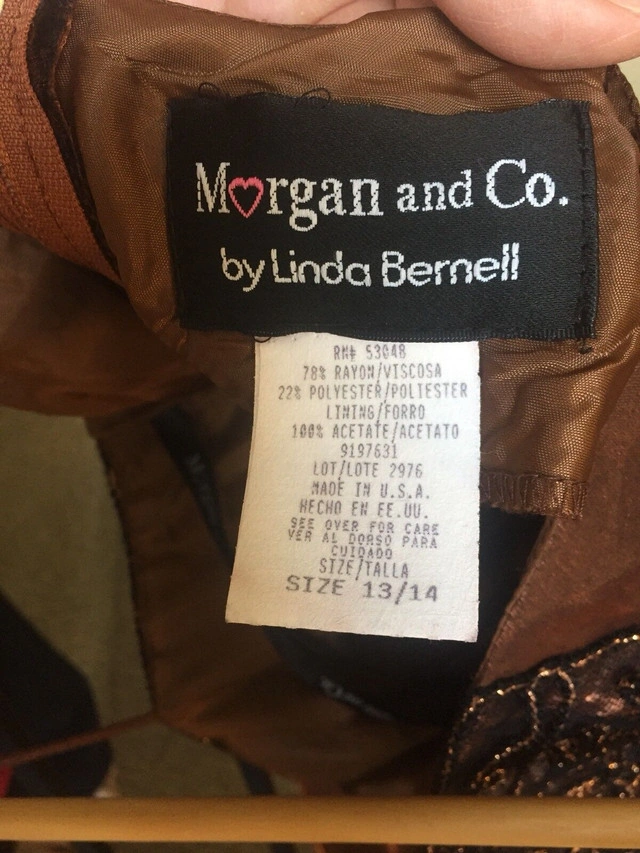 Morgan and Co.
by Linda Bernell
RN# 53048
78% RAYON/VISCOSA
22% POLYESTER/POLIESTER
LINING/FORRO
100% ACETATE/ACETATO
9197631
LOT/LOTE 2976
MADE IN U.S.A.
HECHO EN EE.UU.
SEE OVER FOR CARE
VER AL DORSO PARA
CUIDADO
SIZE/TALLA
SIZE 13/14